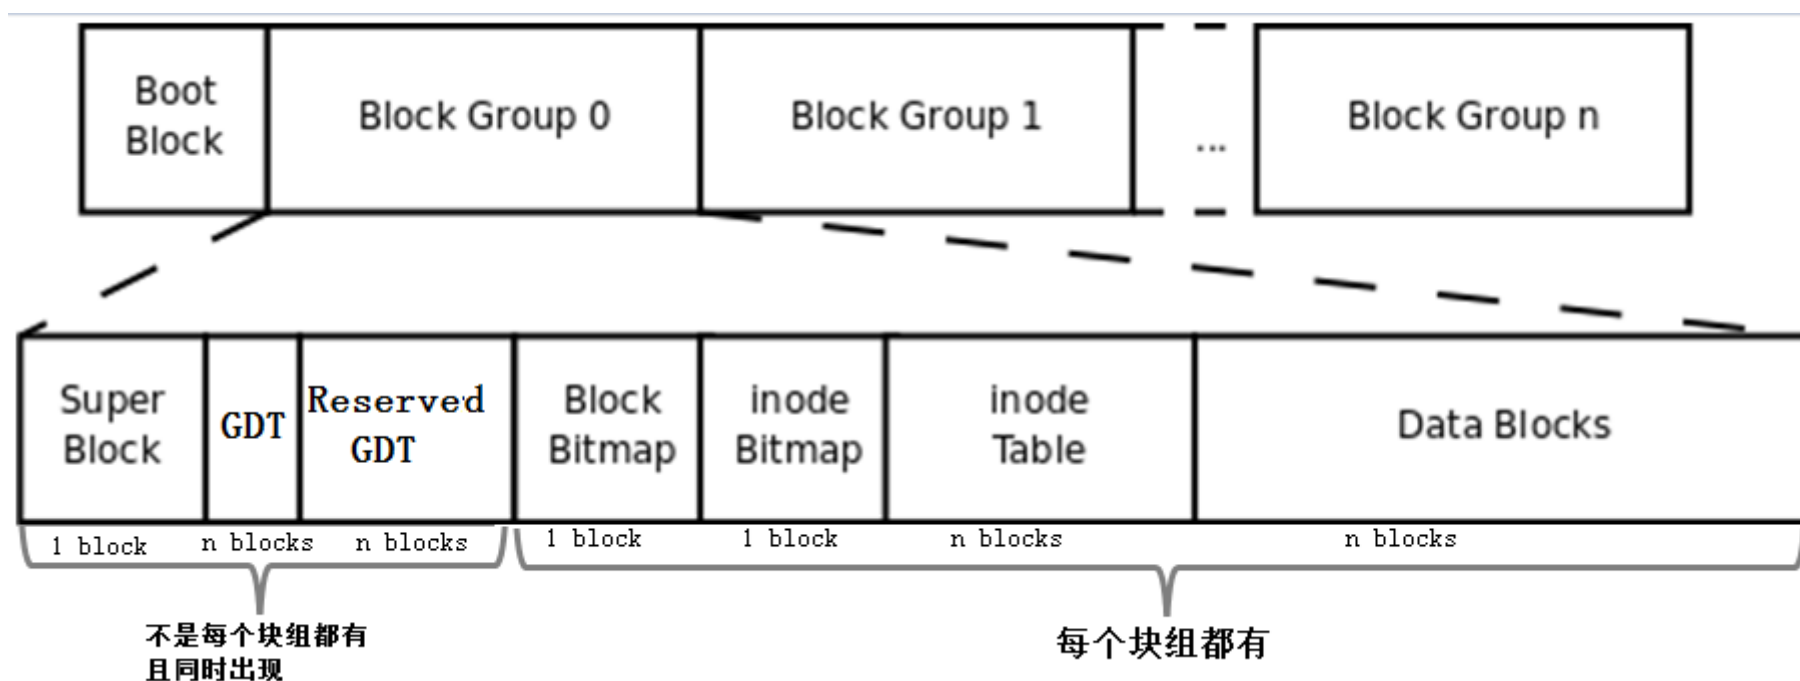 Boot
Block
Block Group 0
Block Group 1
...
Block Group n
Super
Block
GDT
Reserved
GDT
Block
Bitmap
inode
Bitmap
inode
Table
Data Blocks
1 block
n blocks
n blocks
1 block
1 block
n blocks
n blocks
不是每个块组都有
且同时出现
每个块组都有